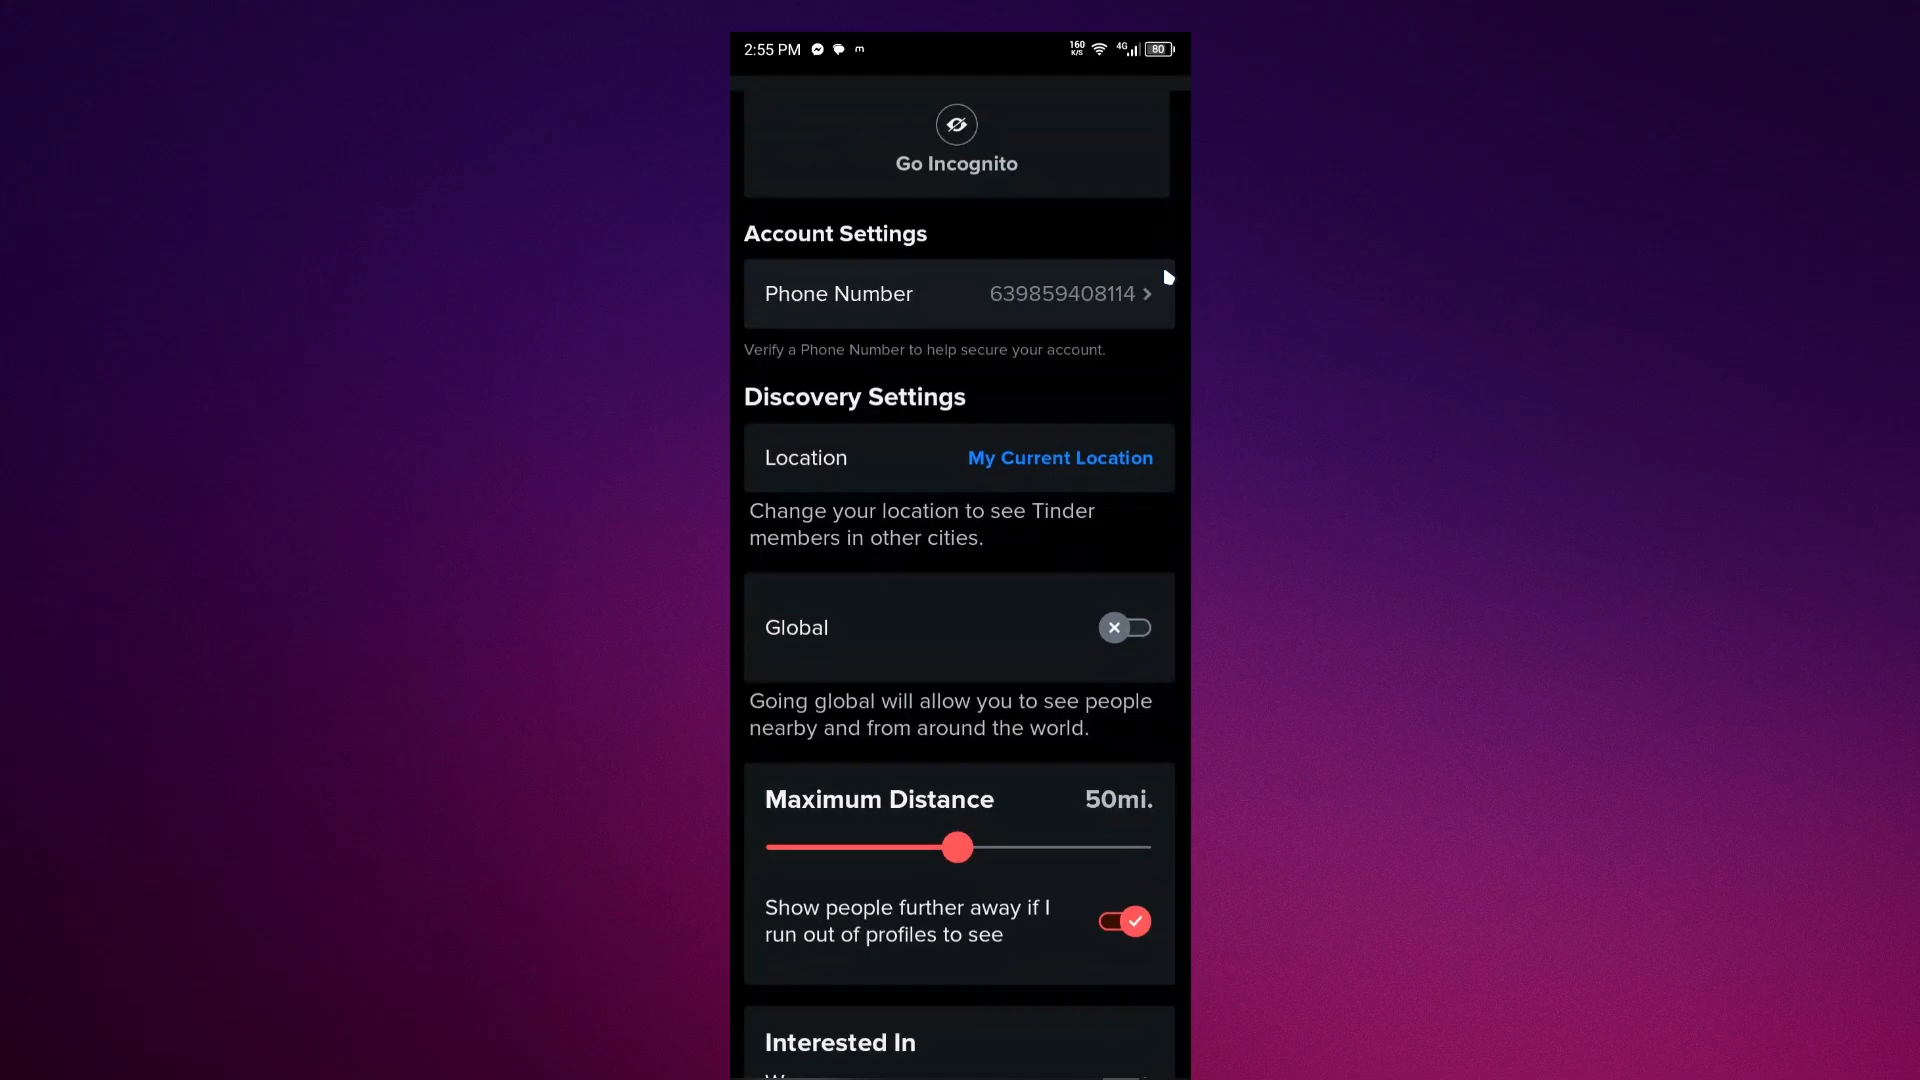 2:55 PM
160
K/S
4G
80
Go Incognito
Account Settings
Phone Number 639859408114
Verify a Phone Number to help secure your account.
Discovery Settings
Location My Current Location
Change your location to see Tinder
members in other cities.
Global
Going global will allow you to see people
nearby and from around the world.
Maximum Distance 50mi.
Show people further away if I
run out of profiles to see
Interested In